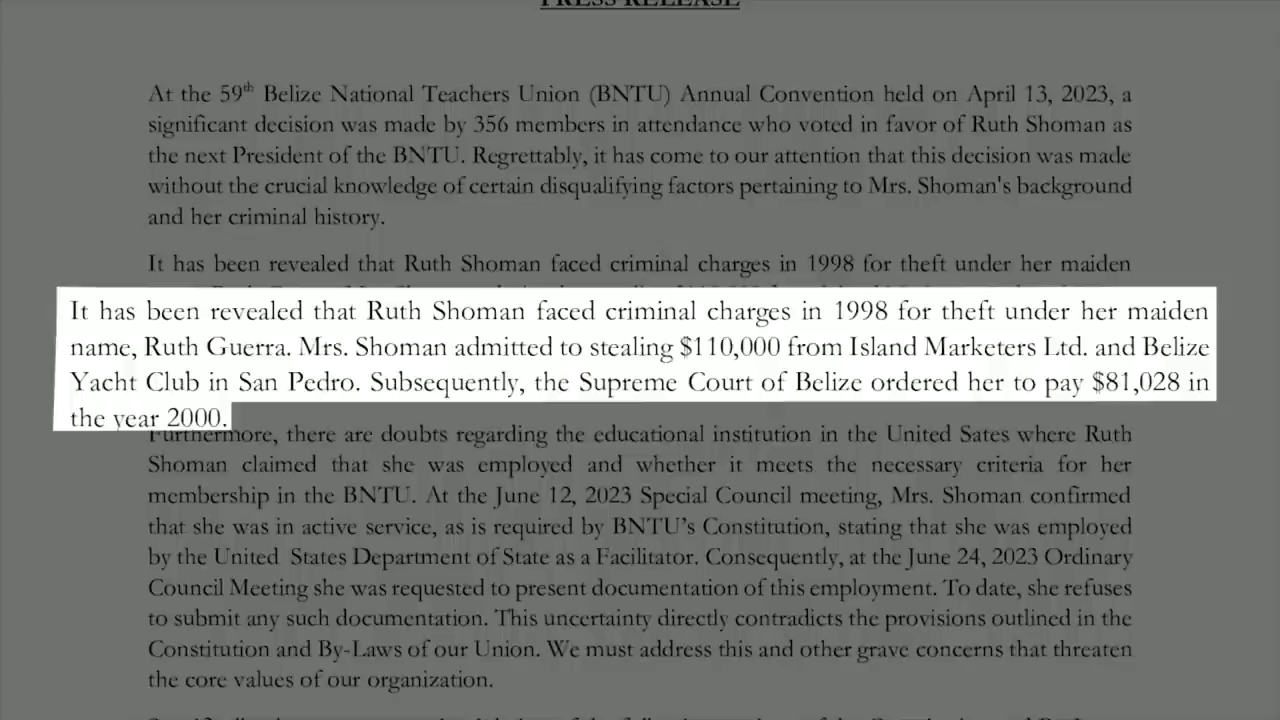 PRESS RELEASE
At the 59th Belize National Teachers Union (BNTU) Annual Convention held on April 13, 2023, a
significant decision was made by 356 members in attendance who voted in favor of Ruth Shoman as
the next President of the BNTU. Regrettably, it has come to our attention that this decision was made
without the crucial knowledge of certain disqualifying factors pertaining to Mrs. Shoman's background
and her criminal history.
It has been revealed that Ruth Shoman faced criminal charges in 1998 for theft under her maiden
It has been revealed that Ruth Shoman faced criminal charges in 1998 for theft under her maiden
name, Ruth Guerra. Mrs. Shoman admitted to stealing $110,000 from Island Marketers Ltd. and Belize
Yacht Club in San Pedro. Subsequently, the Supreme Court of Belize ordered her to pay $81,028 in
the year 2000.
Furthermore, there are doubts regarding the educational institution in the United Sates where Ruth
Shoman claimed that she was employed and whether it meets the necessary criteria for her
membership in the BNTU. At the June 12, 2023 Special Council meeting, Mrs. Shoman confirmed
that she was in active service, as is required by BNTU's Constitution, stating that she was employed
by the United States Department of State as a Facilitator. Consequently, at the June 24, 2023 Ordinary
Council Meeting she was requested to present documentation of this employment. To date, she refuses
to submit any such documentation. This uncertainty directly contradicts the provisions outlined in the
Constitution and By-Laws of our Union. We must address this and other grave concerns that threaten
the core values of our organization.